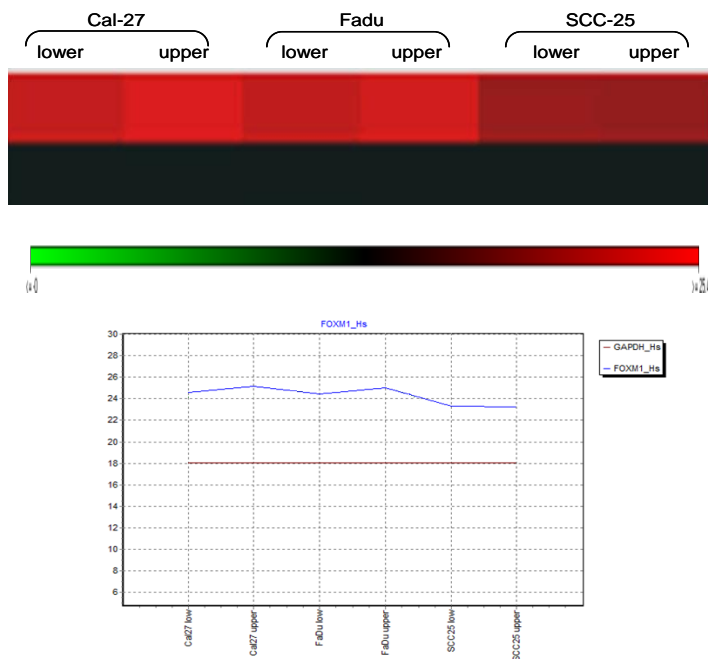 Cal-27 Fadu SCC-25
lower upper lower upper lower upper
FOXM1_Hs
30
28
26
24
22
20
18
16
14
12
10
8
6
GAPDH_Hs
FOXM1_Hs
Cal27 low
Cal27 upper
FaDu low
FaDu upper
SCC25 low
SCC25 upper